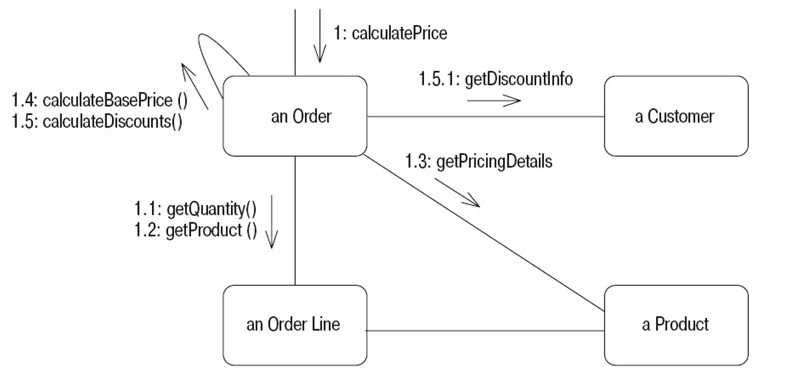 1: calculatePrice
1.4: calculateBasePrice ()
1.5: calculateDiscounts()
an Order
1.5.1: getDiscountInfo
a Customer
1.3: getPricingDetails
1.1: getQuantity()
1.2: getProduct ()
an Order Line
a Product